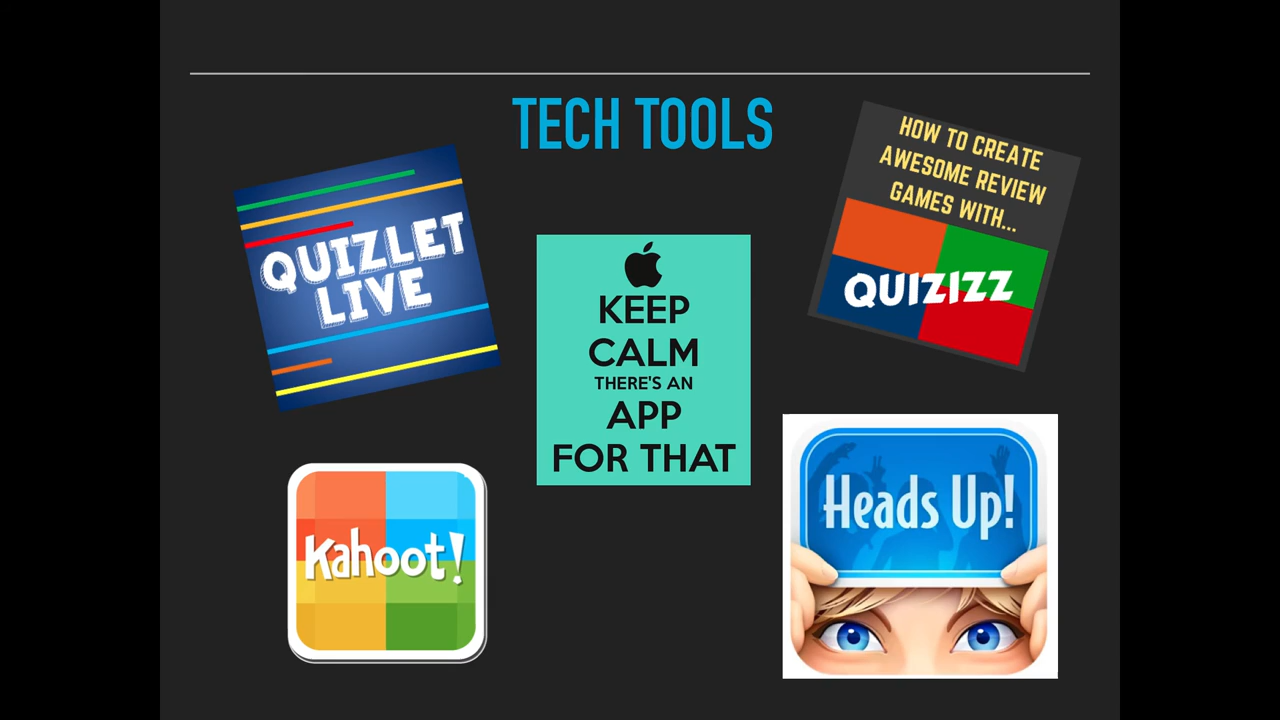 TECH TOOLS
QUIZLET
LIVE
HOW TO CREATE
AWESOME REVIEW
GAMES WITH...
QUIZIZZ
KEEP
CALM
THERE'S AN
APP
FOR THAT
Kahoot!
Heads Up!